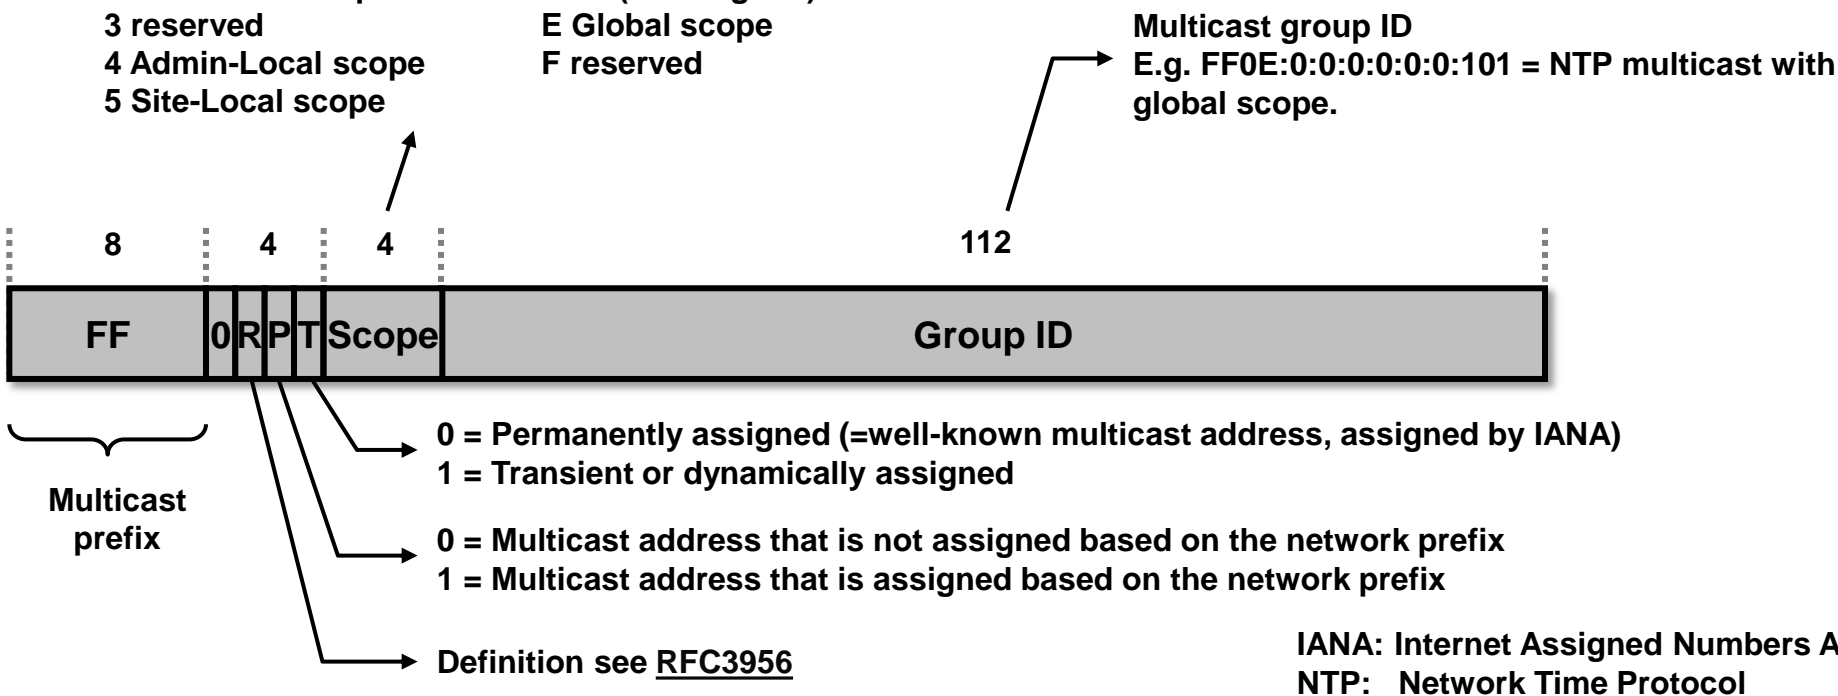 3 reserved
4 Admin-Local scope
5 Site-Local scope
E Global scope
F reserved
Multicast group ID
E.g. FF0E:0:0:0:0:0:0:101 = NTP multicast with
global scope.
8 4 4 112
FF 0 R P T Scope Group ID
Multicast
prefix
0 = Permanently assigned (=well-known multicast address, assigned by IANA)
1 = Transient or dynamically assigned
0 = Multicast address that is not assigned based on the network prefix
1 = Multicast address that is assigned based on the network prefix
Definition see RFC3956
IANA: Internet Assigned Numbers A
NTP: Network Time Protocol